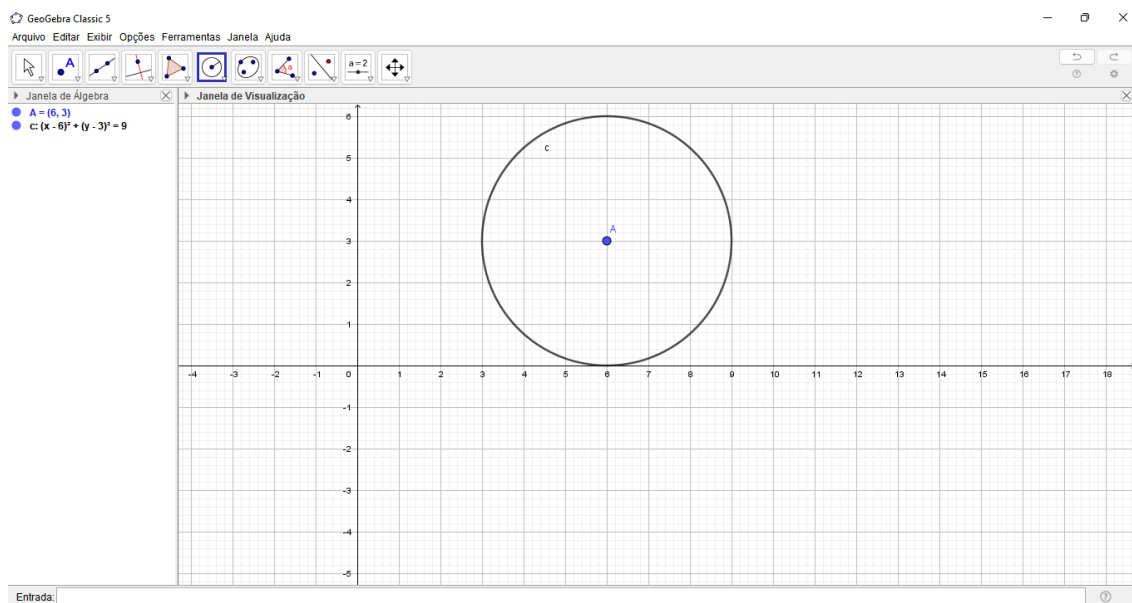 GeoGebra Classic 5
Arquivo Editar Exibir Opções Ferramentas Janela Ajuda
A
α
a = 2
Janela de Álgebra
Janela de Visualização
A = (6, 3)
c: (x - 6)² + (y - 3)² = 9
6
5
4
3
2
1
c
A
-4 -3 -2 -1 0 1 2 3 4 5 6 7 8 9 10 11 12 13 14 15 16 17 18
-1
-2
-3
-4
-5
Entrada: